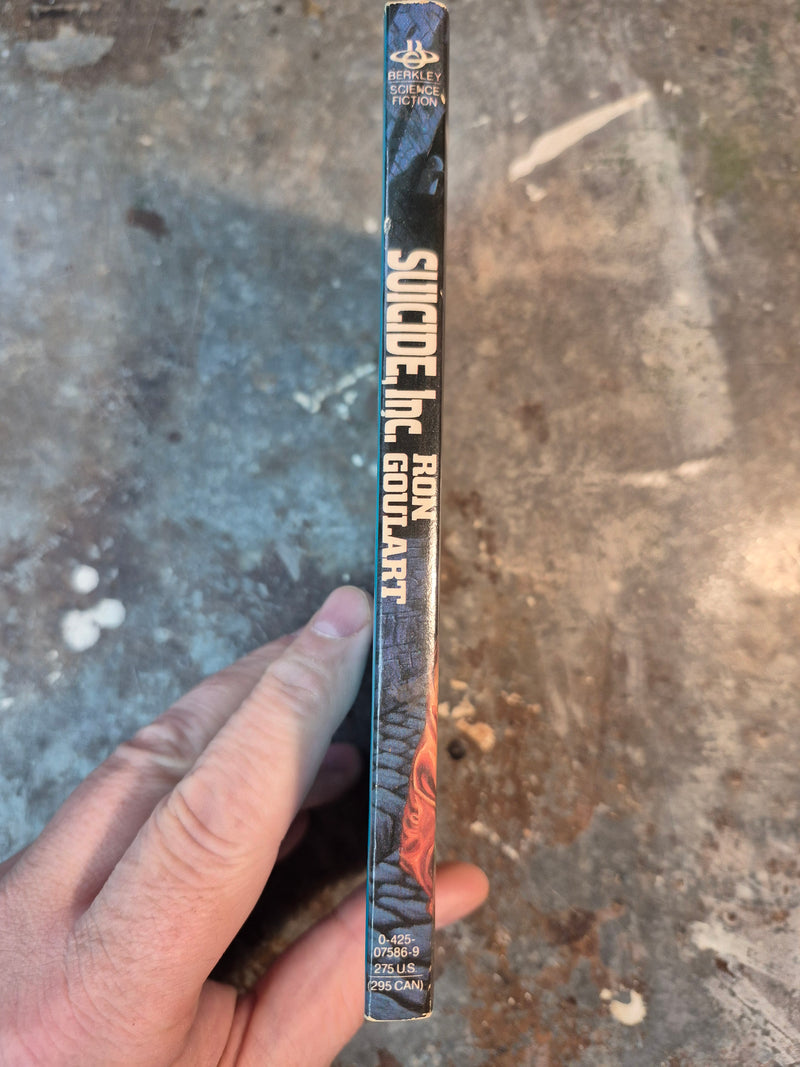 BERKLEY
SCIENCE
FICTION
SUICIDE, Inc.
RON
GOULART
0-425-
07586-9
275 U.S.
(295 CAN)